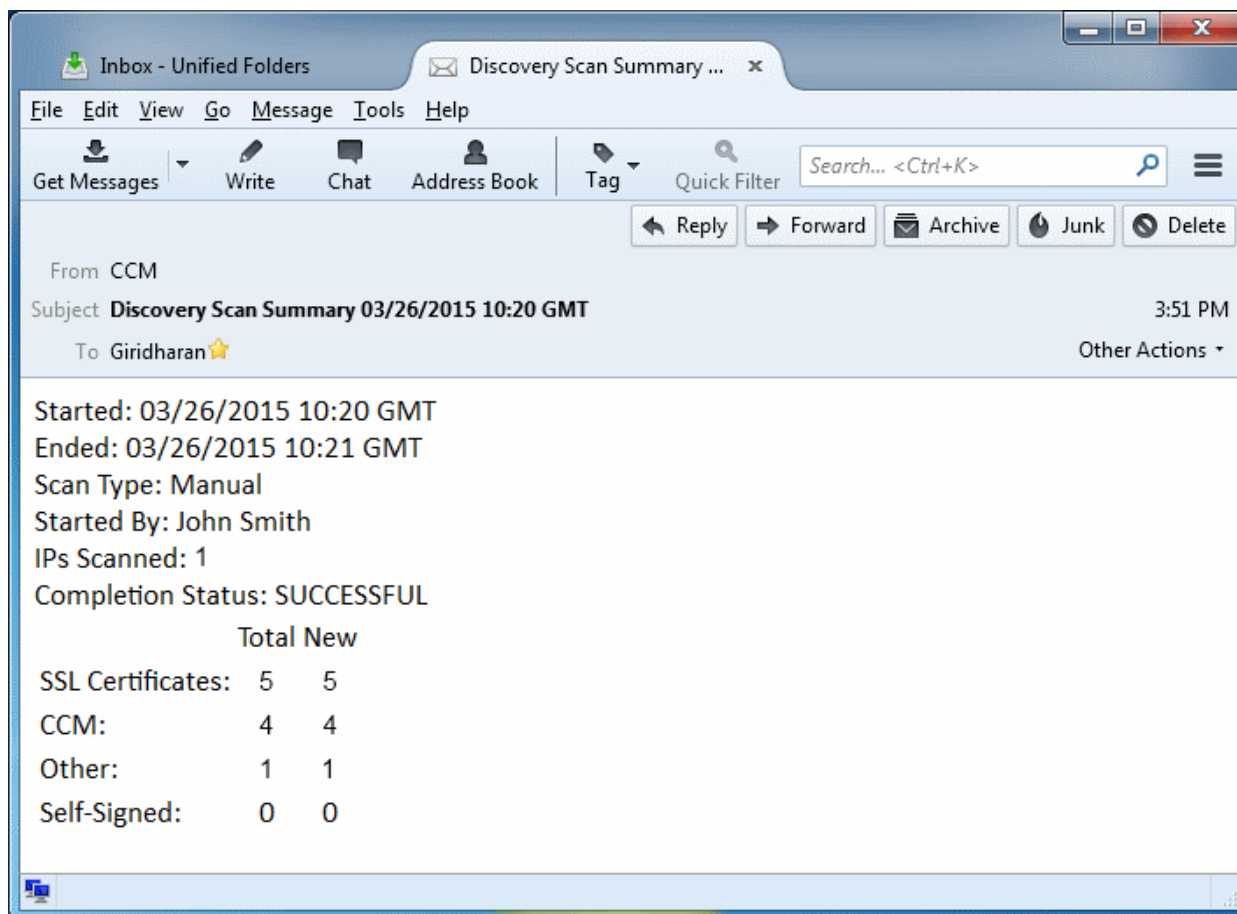 Inbox - Unified Folders Discovery Scan Summary ...
File Edit View Go Message Tools Help
Get Messages Write Chat Address Book Tag Quick Filter Search... <Ctrl+K>
Reply Forward Archive Junk Delete
From CCM
Subject Discovery Scan Summary 03/26/2015 10:20 GMT 3:51 PM
To Giridharan Other Actions
Started: 03/26/2015 10:20 GMT
Ended: 03/26/2015 10:21 GMT
Scan Type: Manual
Started By: John Smith
IPs Scanned: 1
Completion Status: SUCCESSFUL
Total New
SSL Certificates: 5 5
CCM: 4 4
Other: 1 1
Self-Signed: 0 0